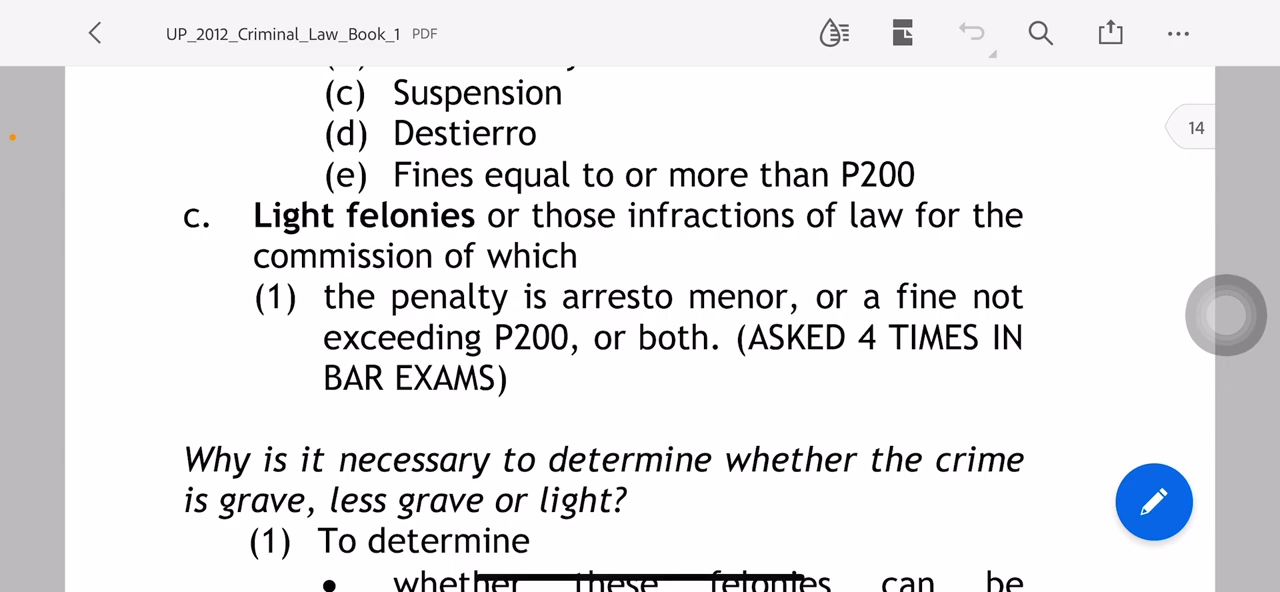 UP_2012_Criminal_Law_Book_1 PDF
(c) Suspension
14
(d) Destierro
(e) Fines equal to or more than P200
c. Light felonies or those infractions of law for the
commission of which
(1) the penalty is arresto menor, or a fine not
exceeding P200, or both. (ASKED 4 TIMES IN
BAR EXAMS)
Why is it necessary to determine whether the crime
is grave, less grave or light?
(1) To determine
• whether these felonies can be